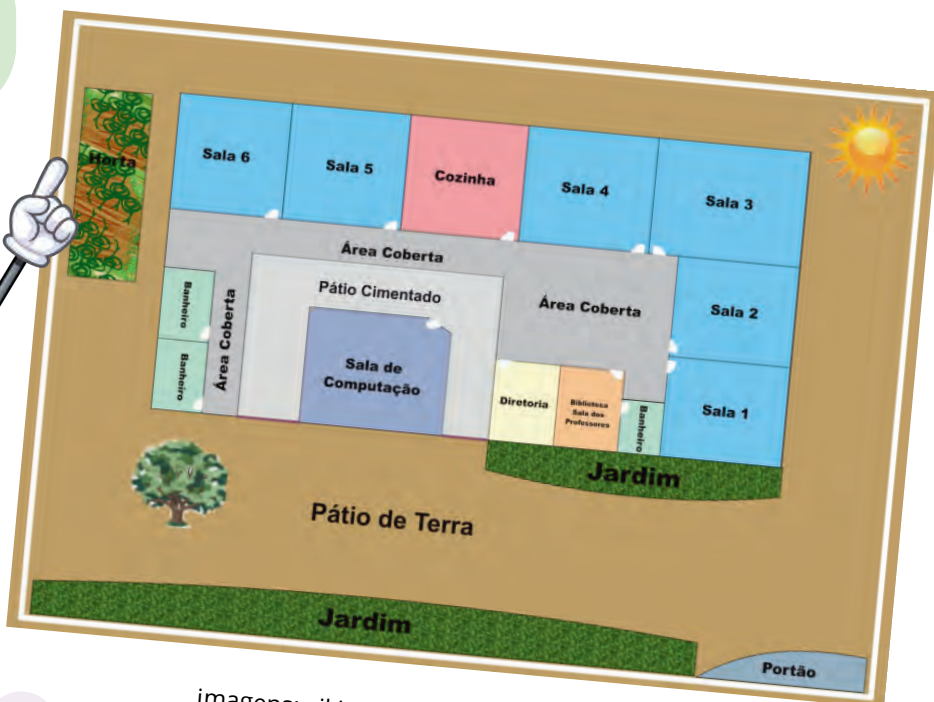 Horta
Sala 6
Sala 5
Cozinha
Sala 4
Sala 3
Área Coberta
Pátio Cimentado
Área Coberta
Sala 2
Banheiro
Área Coberta
Sala de
Computação
Banheiro
Diretoria
Biblioteca
Sala dos
Professores
Banheiro
Sala 1
Jardim
Pátio de Terra
Jardim
Portão